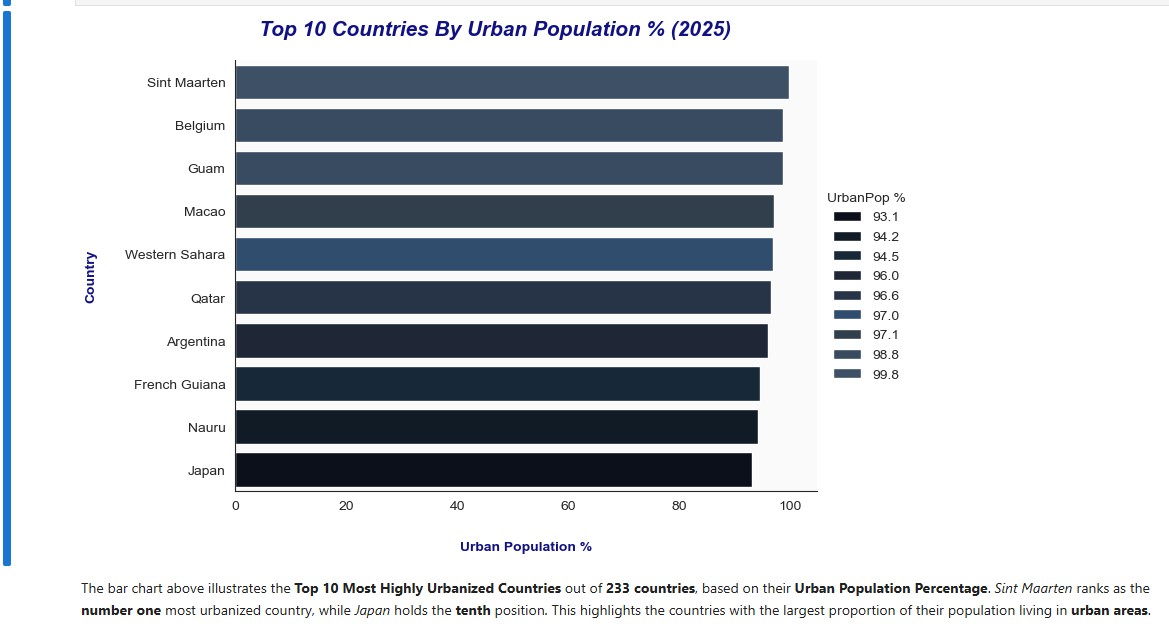 Top 10 Countries By Urban Population % (2025)
Sint Maarten
Belgium
Guam
Macao
Western Sahara
Qatar
Argentina
French Guiana
Nauru
Japan
Country
0 20 40 60 80 100
Urban Population %
UrbanPop %
93.1
94.2
94.5
96.0
96.6
97.0
97.1
98.8
99.8
The bar chart above illustrates the Top 10 Most Highly Urbanized Countries out of 233 countries, based on their Urban Population Percentage. Sint Maarten ranks as the
number one most urbanized country, while Japan holds the tenth position. This highlights the countries with the largest proportion of their population living in urban areas.